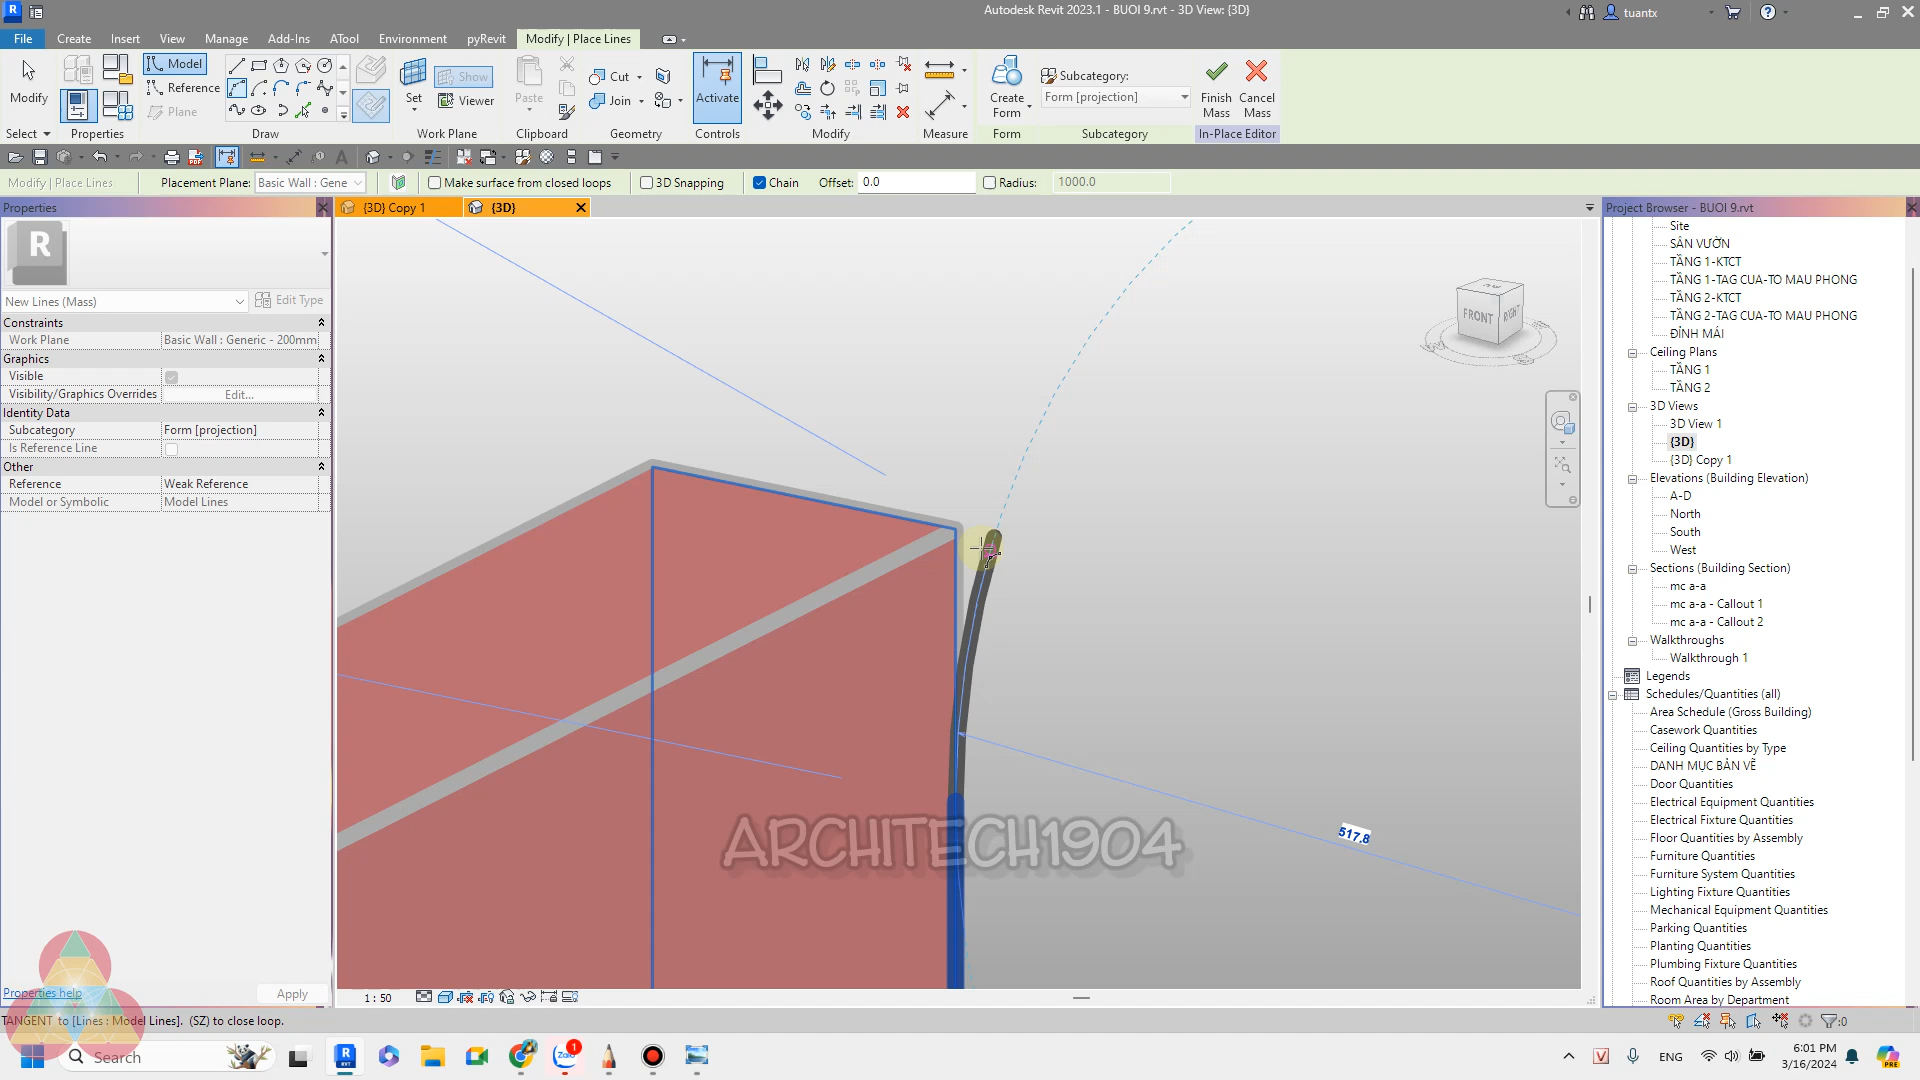 Autodesk Revit 2023.1 - BUOI 9.rvt - 3D View: {3D}
tuantx
File Create Insert View Manage Add-Ins ATool Environment pyRevit Modify | Place Lines
Modify
Select
Properties
Model
Reference
Plane
Draw
Set
Show
Viewer
Work Plane
Paste
Clipboard
Cut
Join
Geometry
Activate
Controls
Modify
Measure
Create Form
Form
Subcategory:
Form [projection]
Subcategory
Finish Mass
Cancel Mass
In-Place Editor
Modify | Place Lines
Placement Plane: Basic Wall : Gene
Make surface from closed loops
3D Snapping
Chain
Offset: 0.0
Radius: 1000.0
Properties
{3D} Copy 1
{3D}
New Lines (Mass)
Edit Type
Constraints
Work Plane Basic Wall : Generic - 200mm
Graphics
Visible
Visibility/Graphics Overrides Edit...
Identity Data
Subcategory Form [projection]
Is Reference Line
Other
Reference Weak Reference
Model or Symbolic Model Lines
Properties help
Apply
FRONT
RIGHT
517.8
ARCHITECH1904
1 : 50
Project Browser - BUOI 9.rvt
Site
SÂN VƯỜN
TẦNG 1-KTCT
TẦNG 1-TAG CUA-TO MAU PHONG
TẦNG 2-KTCT
TẦNG 2-TAG CUA-TO MAU PHONG
ĐỈNH MÁI
Ceiling Plans
TẦNG 1
TẦNG 2
3D Views
3D View 1
{3D}
{3D} Copy 1
Elevations (Building Elevation)
A-D
North
South
West
Sections (Building Section)
mc a-a
mc a-a - Callout 1
mc a-a - Callout 2
Walkthroughs
Walkthrough 1
Legends
Schedules/Quantities (all)
Area Schedule (Gross Building)
Casework Quantities
Ceiling Quantities by Type
DANH MỤC BẢN VẼ
Door Quantities
Electrical Equipment Quantities
Electrical Fixture Quantities
Floor Quantities by Assembly
Furniture Quantities
Furniture System Quantities
Lighting Fixture Quantities
Mechanical Equipment Quantities
Parking Quantities
Planting Quantities
Plumbing Fixture Quantities
Roof Quantities by Assembly
Room Area by Department
TANGENT to [Lines : Model Lines]. (SZ) to close loop.
:0
Search
Zalo
1
ENG
6:01 PM
3/16/2024